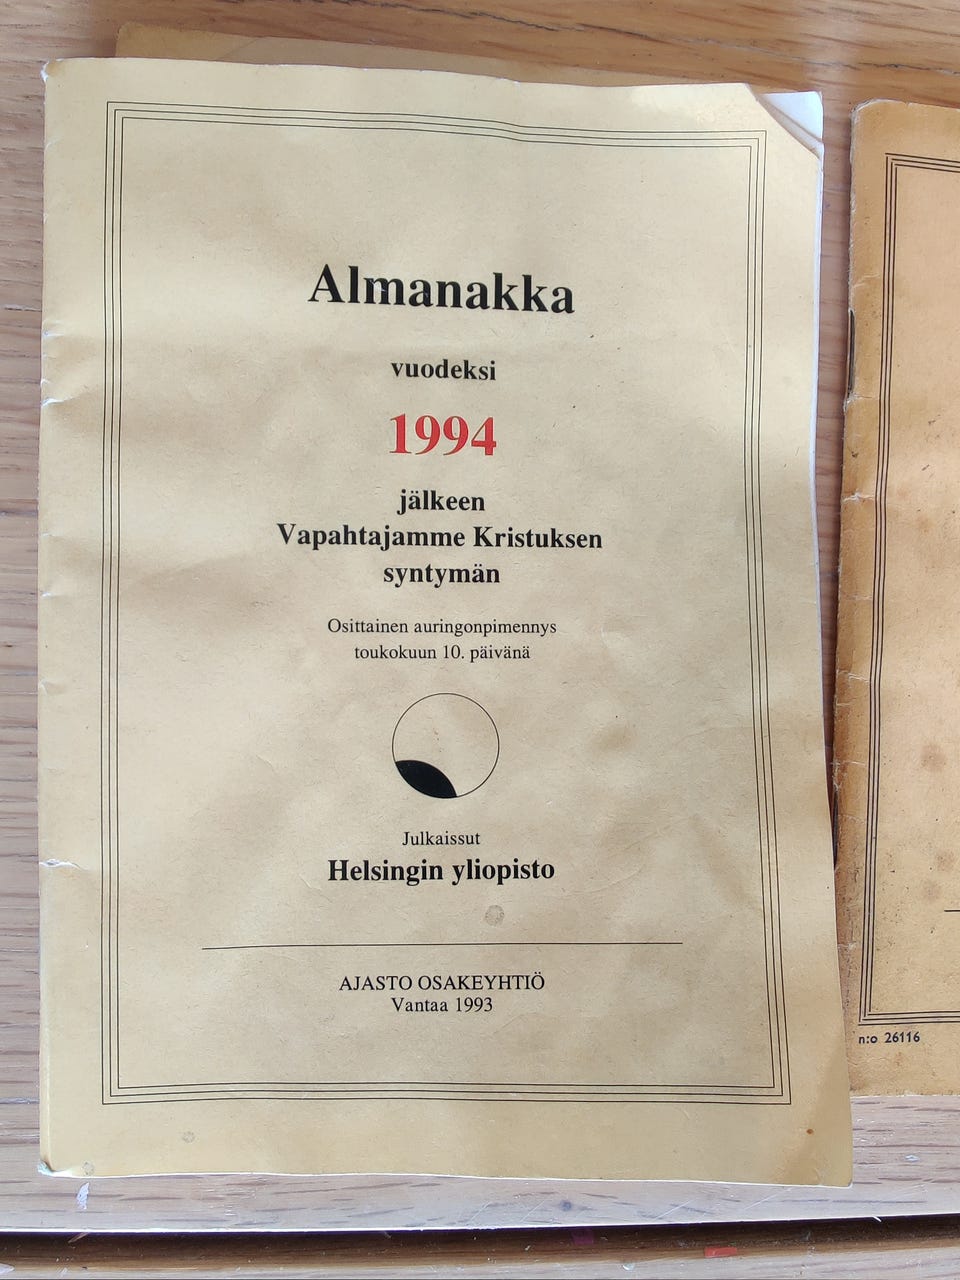 Almanakka
vuodeksi
1994
jälkeen
Vapahtajamme Kristuksen
syntymän
Osittainen auringonpimennys
toukokuun 10. päivänä
Julkaissut
Helsingin yliopisto
AJASTO OSAKEYHTIÖ
Vantaa 1993
n:o 26116